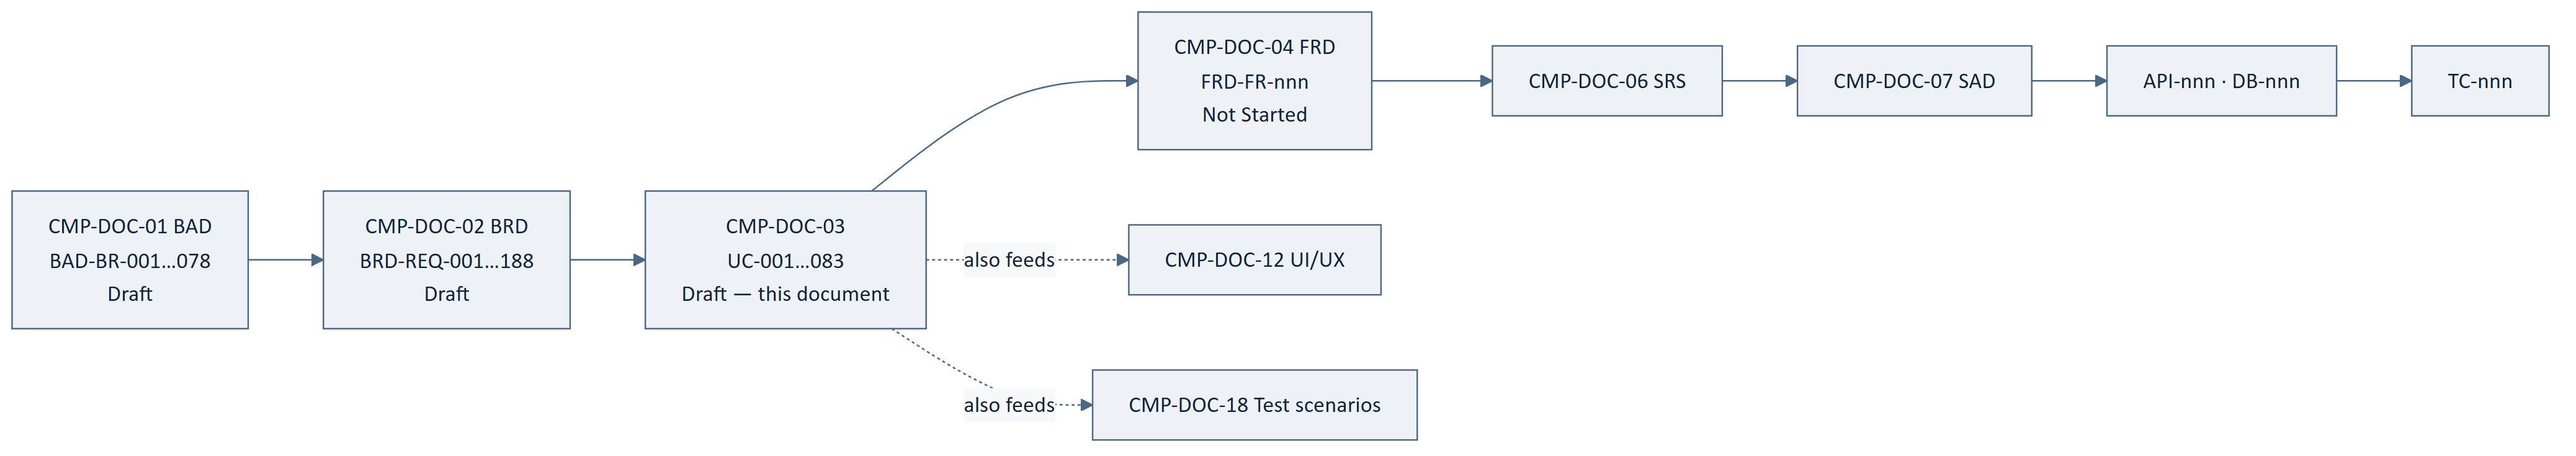 CMP-DOC-01 BAD
BAD-BR-001…078
Draft
CMP-DOC-02 BRD
BRD-REQ-001…188
Draft
CMP-DOC-03
UC-001…083
Draft — this document
CMP-DOC-04 FRD
FRD-FR-nnn
Not Started
CMP-DOC-06 SRS
CMP-DOC-07 SAD
API-nnn · DB-nnn
TC-nnn
also feeds
CMP-DOC-12 UI/UX
also feeds
CMP-DOC-18 Test scenarios